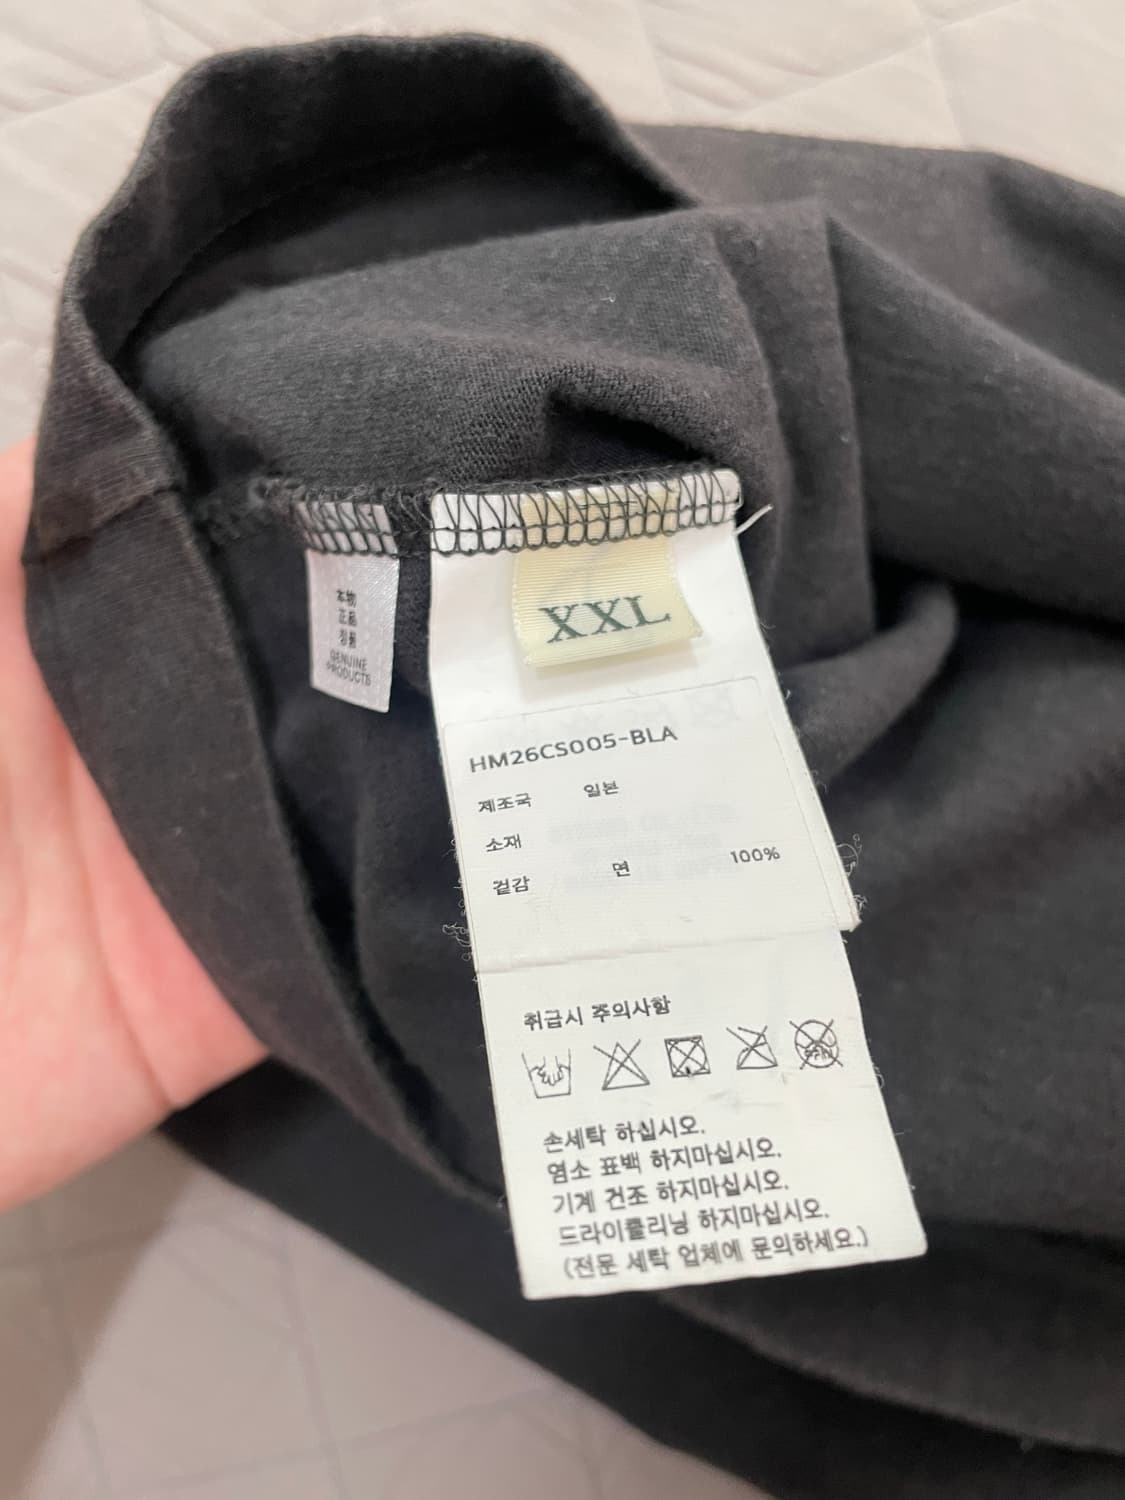 本物
正品
정품
GENUINE
PRODUCTS
XXL
HM26CS005-BLA
제조국 일본
소재
겉감 면 100%
취급시 주의사항
손세탁 하십시오.
염소 표백 하지마십시오.
기계 건조 하지마십시오.
드라이클리닝 하지마십시오.
(전문 세탁 업체에 문의하세요.)